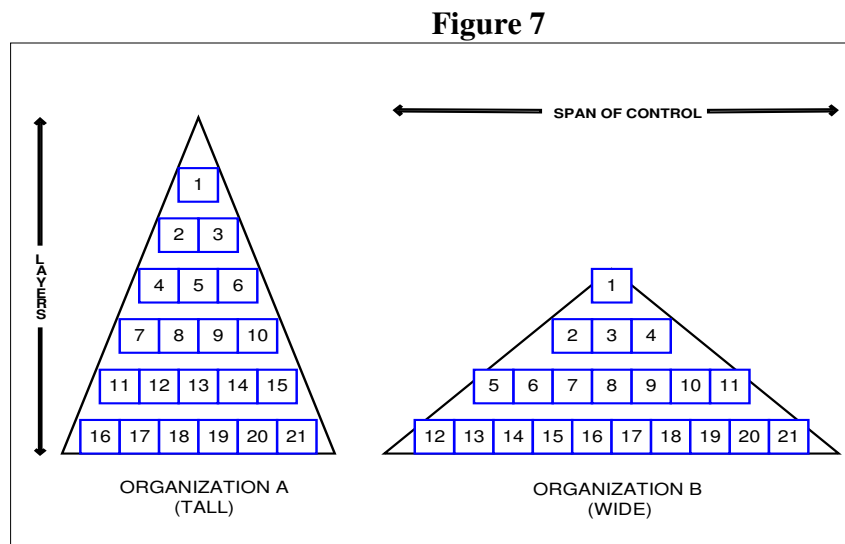 Figure 7
SPAN OF CONTROL
LAYERS
1
2 3
4 5 6
7 8 9 10
11 12 13 14 15
16 17 18 19 20 21
ORGANIZATION A
(TALL)
1
2 3 4
5 6 7 8 9 10 11
12 13 14 15 16 17 18 19 20 21
ORGANIZATION B
(WIDE)